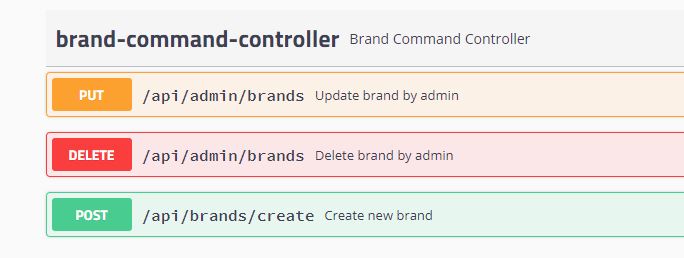 brand-command-controller Brand Command Controller
PUT /api/admin/brands Update brand by admin
DELETE /api/admin/brands Delete brand by admin
POST /api/brands/create Create new brand